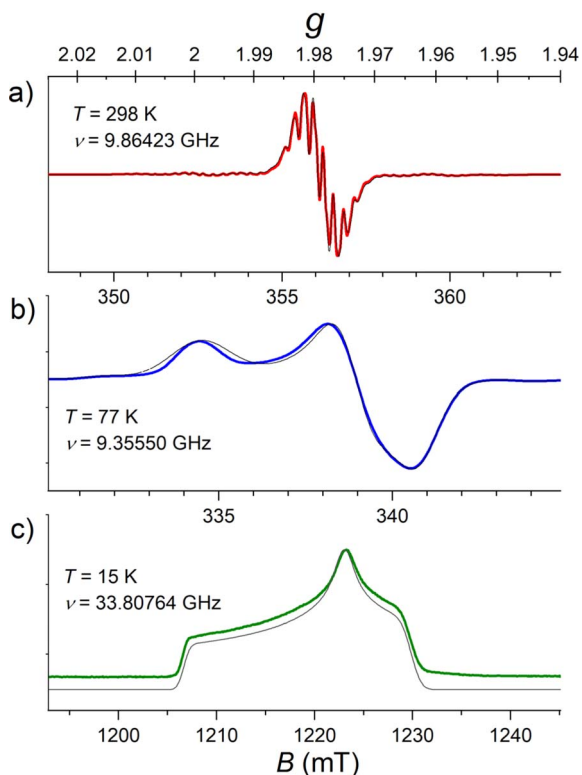 g
2.02 2.01 2 1.99 1.98 1.97 1.96 1.95 1.94
a)
T = 298 K
ν = 9.86423 GHz
350 355 360
b)
T = 77 K
ν = 9.35550 GHz
335 340
c)
T = 15 K
ν = 33.80764 GHz
1200 1210 1220 1230 1240
B (mT)